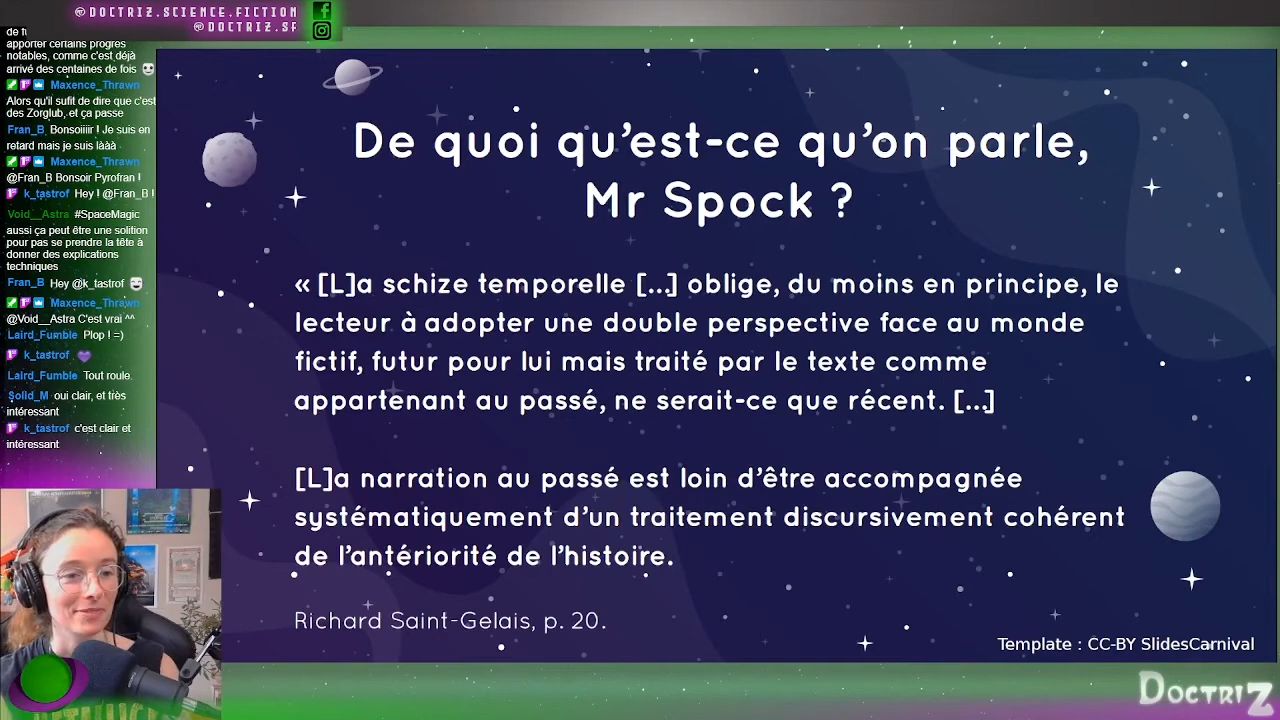 @DOCTRIZ.SCIENCE.FICTION
@DOCTRIZ.SF
apporter certains progrès
notables, comme c'est déjà
arrivé des centaines de fois
Maxence_Thrawn
Alors qu'il sufit de dire que c'est
des Zorglub, et ça passe
Fran_B Bonsoiiiir ! Je suis en
retard mais je suis lààà
Maxence_Thrawn
@Fran_B Bonsoir Pyrofran !
k_tastrof Hey ! @Fran_B !
Void__Astra #SpaceMagic
aussi ça peut être une solition
pour pas se prendre la tête à
donner des explications
techniques
Fran_B Hey @k_tastrof
Maxence_Thrawn
@Void__Astra C'est vrai ^^
Laird_Fumble Plop ! =)
k_tastrof
Laird_Fumble Tout roule.
Solid_M oui clair, et très
intéressant
k_tastrof c'est clair et
intéressant
De quoi qu'est-ce qu'on parle,
Mr Spock ?
« [L]a schize temporelle [...] oblige, du moins en principe, le
lecteur à adopter une double perspective face au monde
fictif, futur pour lui mais traité par le texte comme
appartenant au passé, ne serait-ce que récent. [...]
[L]a narration au passé est loin d'être accompagnée
systématiquement d'un traitement discursivement cohérent
de l'antériorité de l'histoire.
Richard Saint-Gelais, p. 20.
Template : CC-BY SlidesCarnival
DOCTRIZ